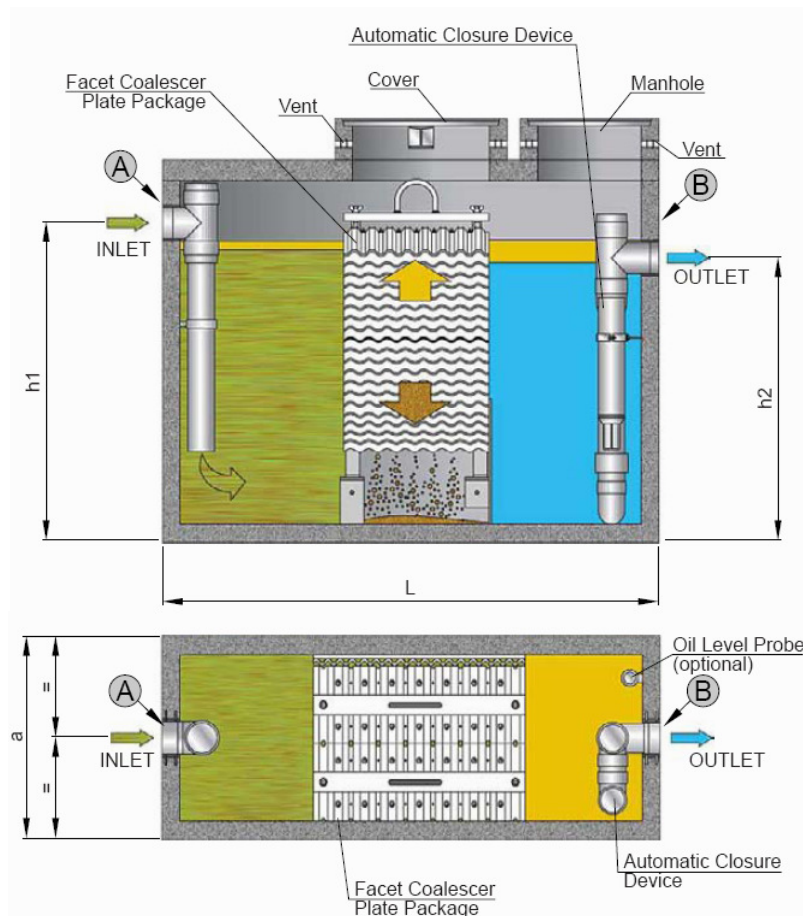 Automatic Closure Device
Facet Coalescer
Plate Package
Cover
Manhole
Vent
Vent
A
B
INLET
OUTLET
h1
h2
L
Oil Level Probe
(optional)
A
B
a
=
=
INLET
OUTLET
Automatic Closure
Device
Facet Coalescer
Plate Package